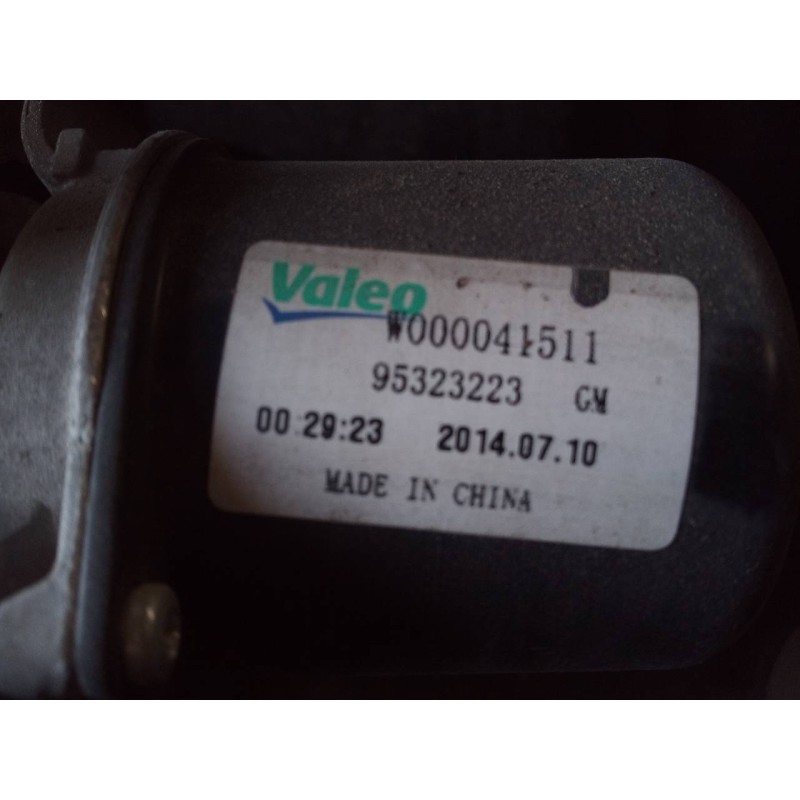 Valeo
W000041511
95323223 GM
00:29:23 2014.07.10
MADE IN CHINA